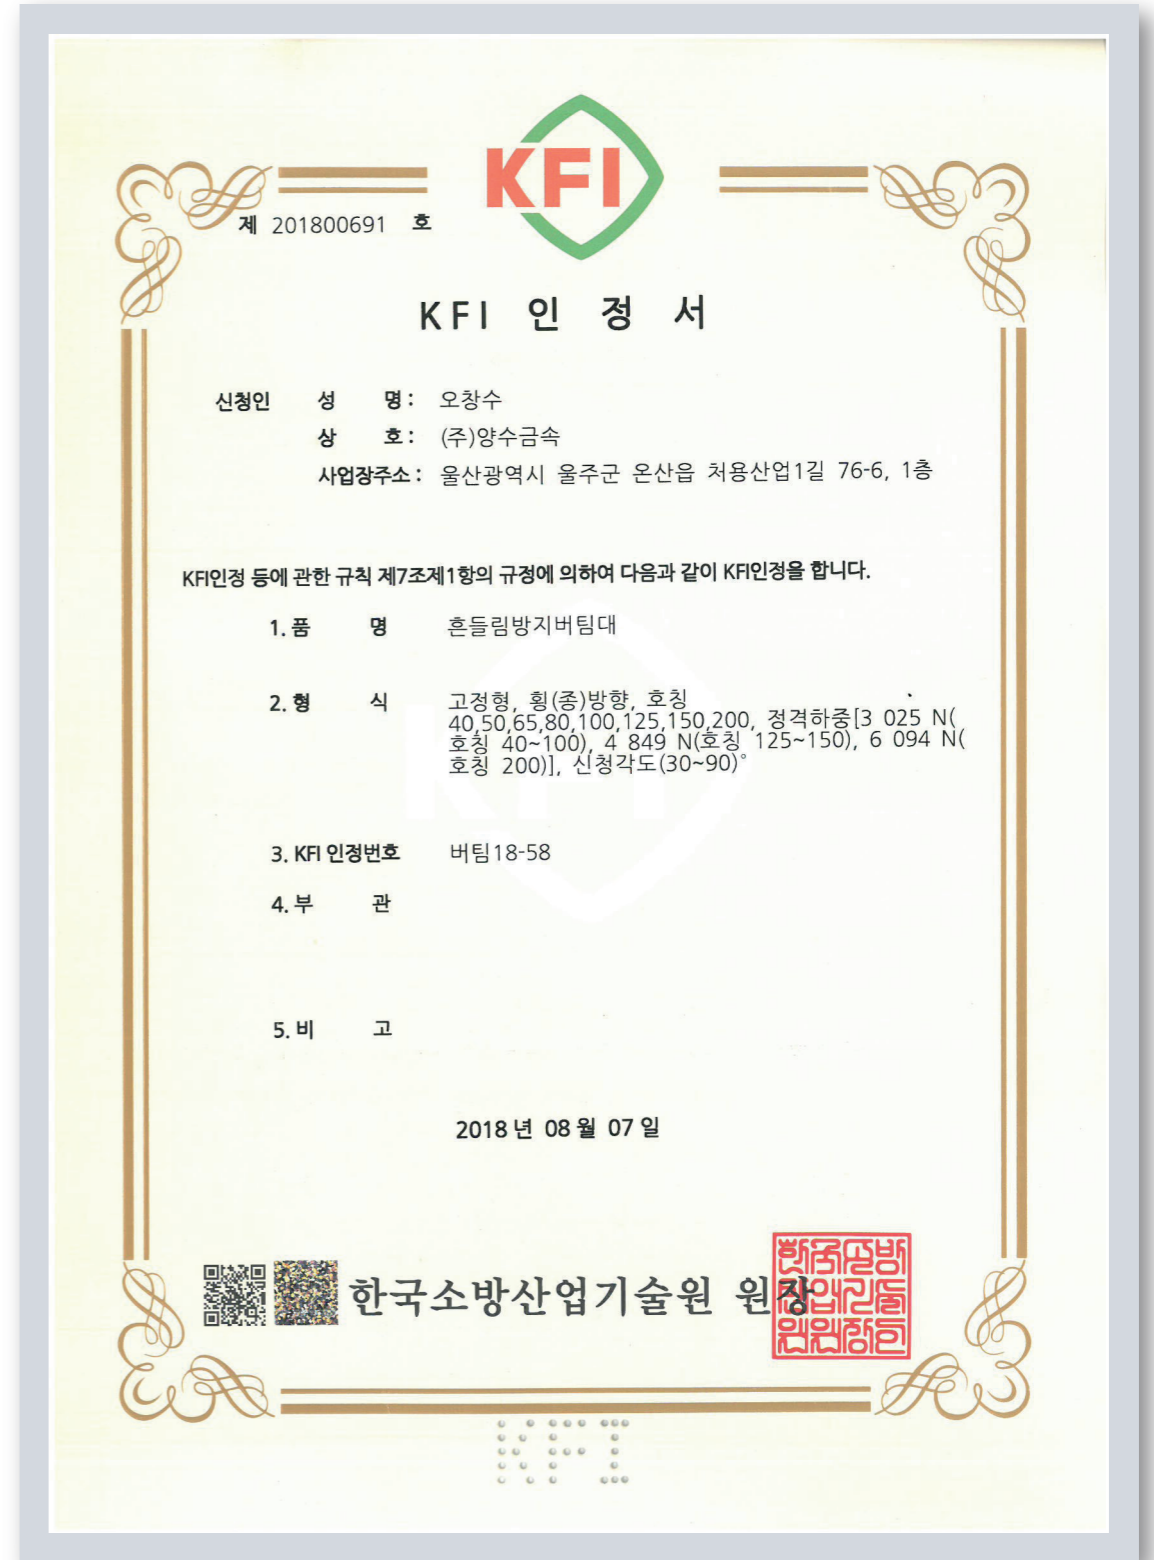 KFI
제 201800691 호
KFI 인 정 서
신청인 성 명 : 오창수
상 호 : (주)양수금속
사업장주소 : 울산광역시 울주군 온산읍 처용산업1길 76-6, 1층
KFI인정 등에 관한 규칙 제7조제1항의 규정에 의하여 다음과 같이 KFI인정을 합니다.
1. 품 명 흔들림방지버팀대
2. 형 식 고정형, 횡(종)방향, 호칭
40,50,65,80,100,125,150,200, 정격하중[3 025 N(
호칭 40~100), 4 849 N(호칭 125~150), 6 094 N(
호칭 200)], 신청각도(30~90)°
3. KFI 인정번호 버팀18-58
4. 부 관
5. 비 고
2018 년 08 월 07 일
한국소방산업기술원 원장
KFI